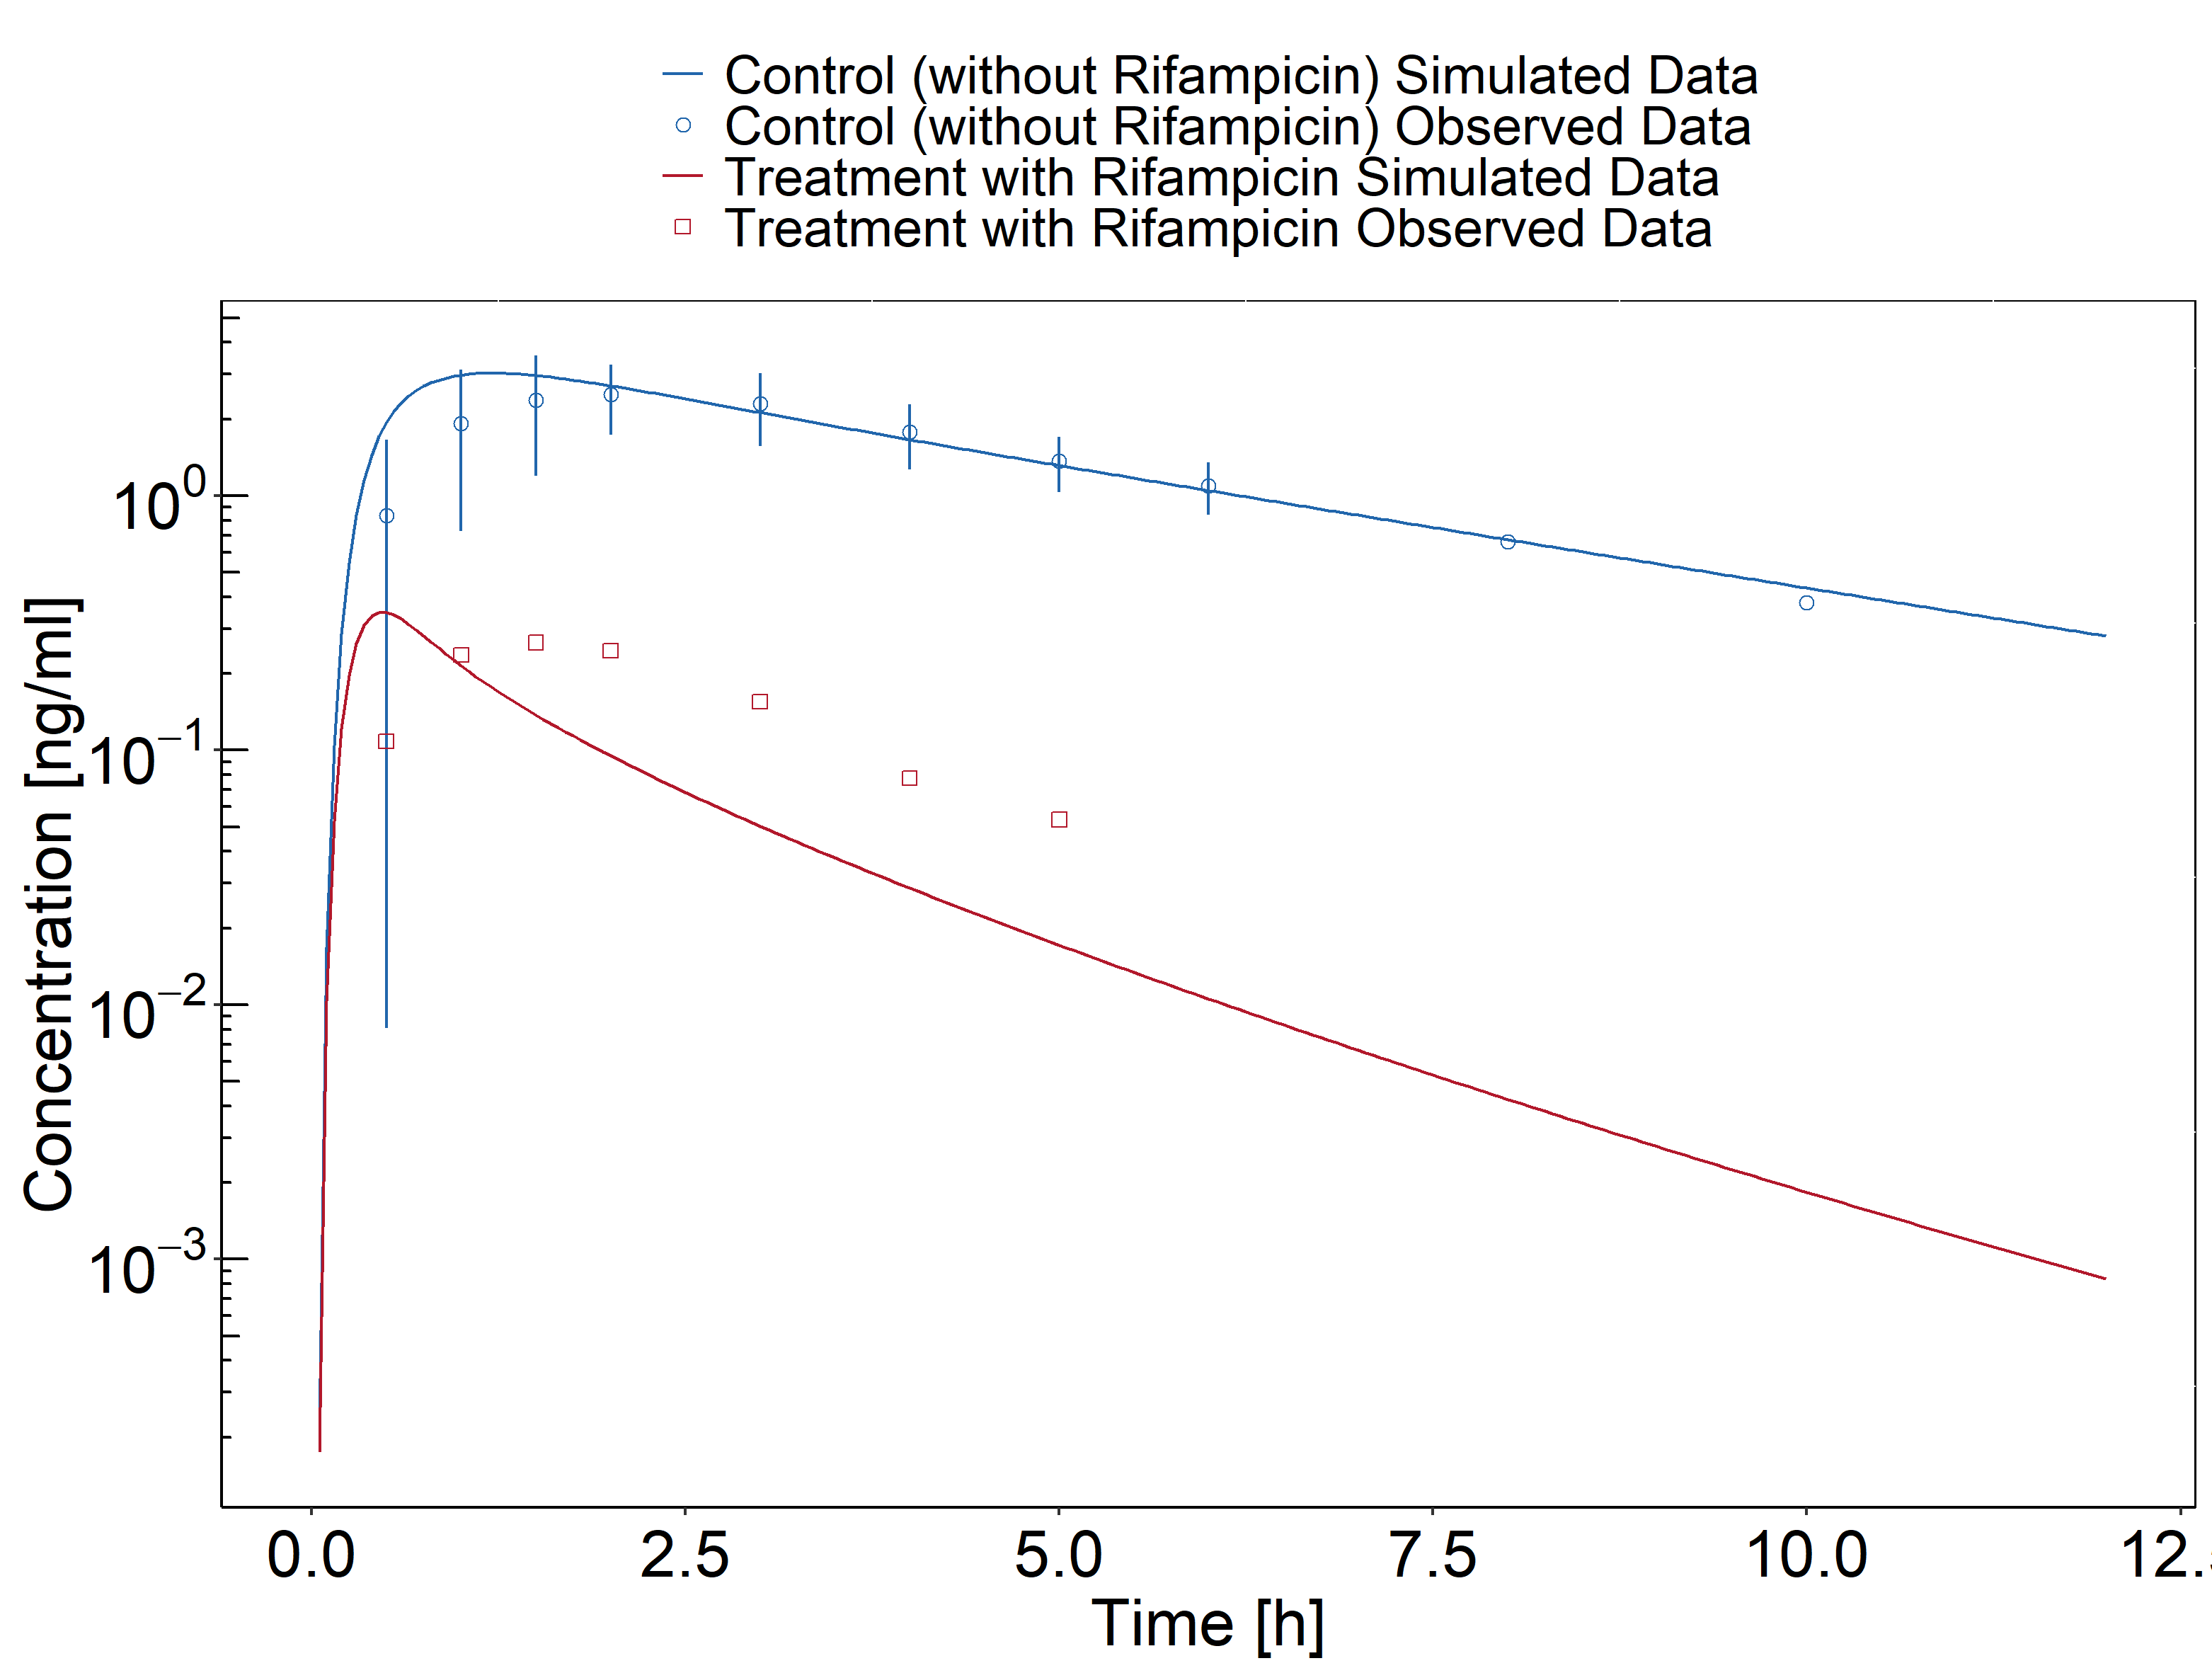 Control (without Rifampicin) Simulated Data
Control (without Rifampicin) Observed Data
Treatment with Rifampicin Simulated Data
Treatment with Rifampicin Observed Data
Concentration [ng/ml]
10⁰
10⁻¹
10⁻²
10⁻³
0.0 2.5 5.0 7.5 10.0 12.
Time [h]